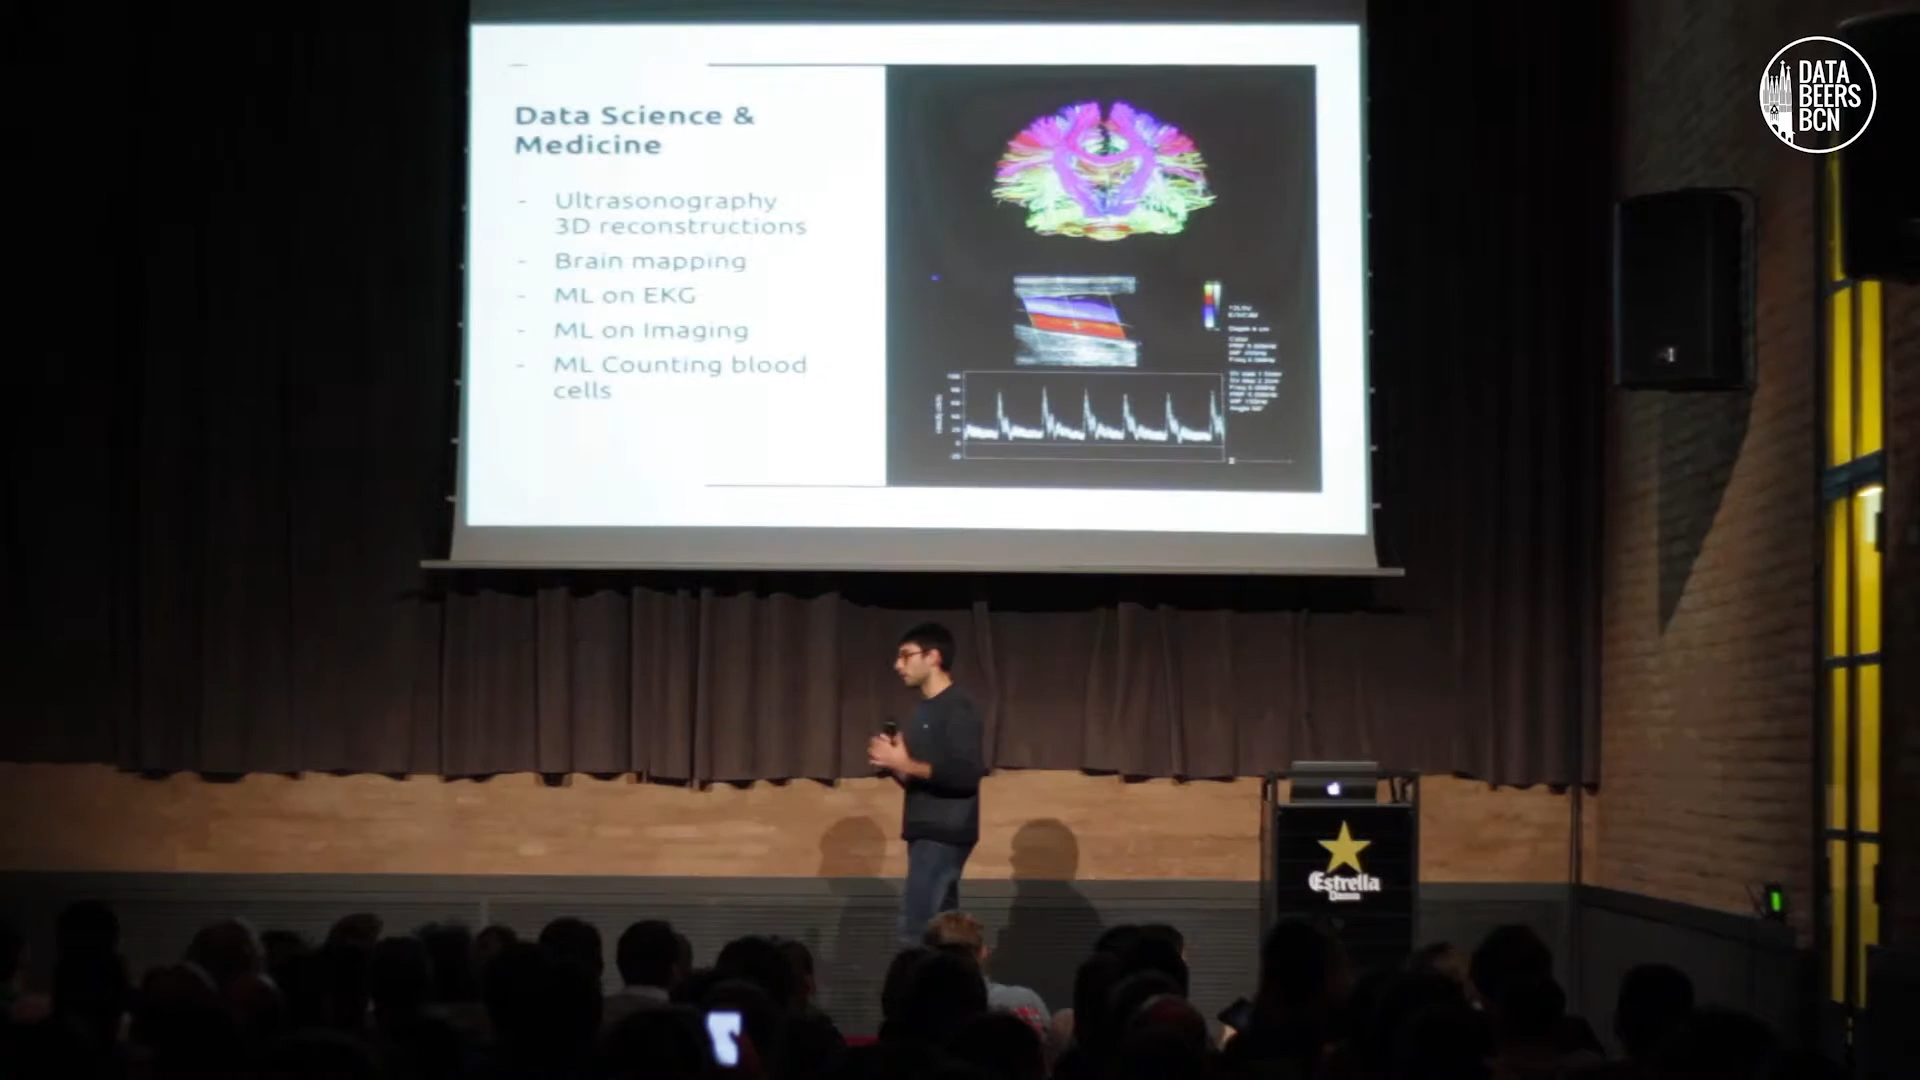 Data Science &
Medicine
- Ultrasonography
3D reconstructions
- Brain mapping
- ML on EKG
- ML on Imaging
- ML Counting blood
cells
DATA
BEERS
BCN
Estrella
Damm